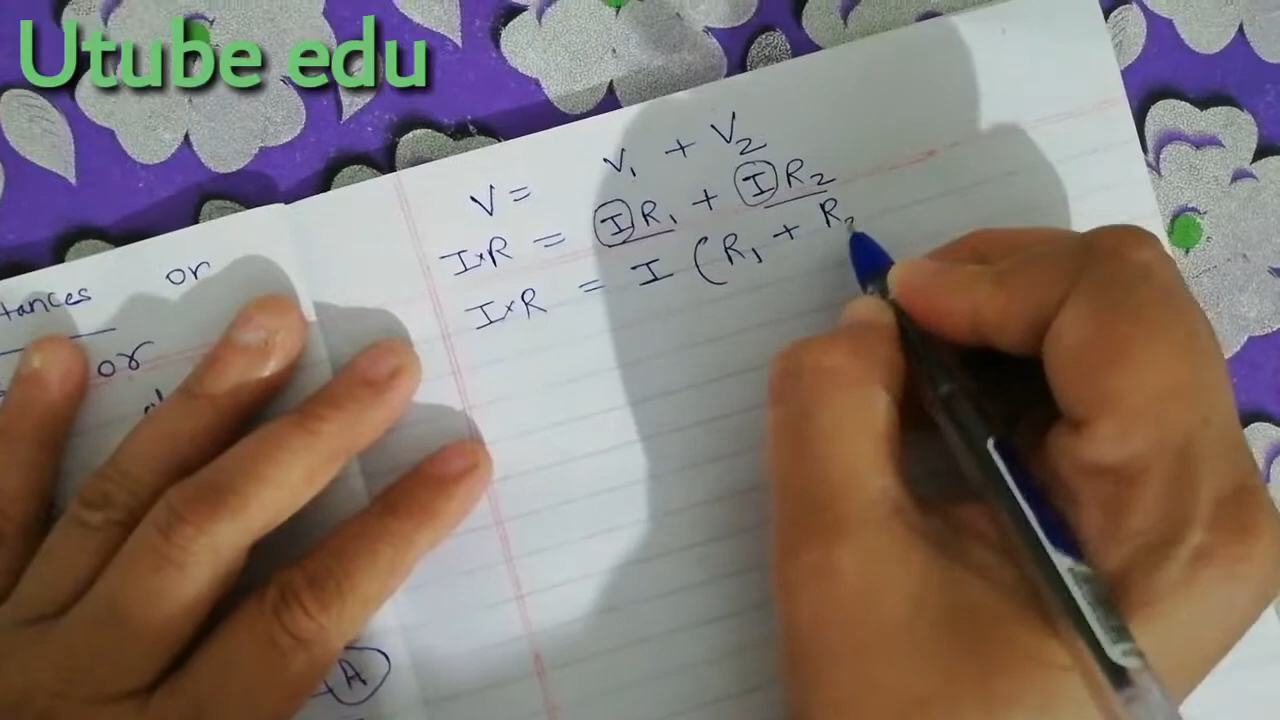 Utube edu
V = V₁ + V₂
I×R = IR₁ + IR₂
I×R = I (R₁ + R₂
tances or
or
A